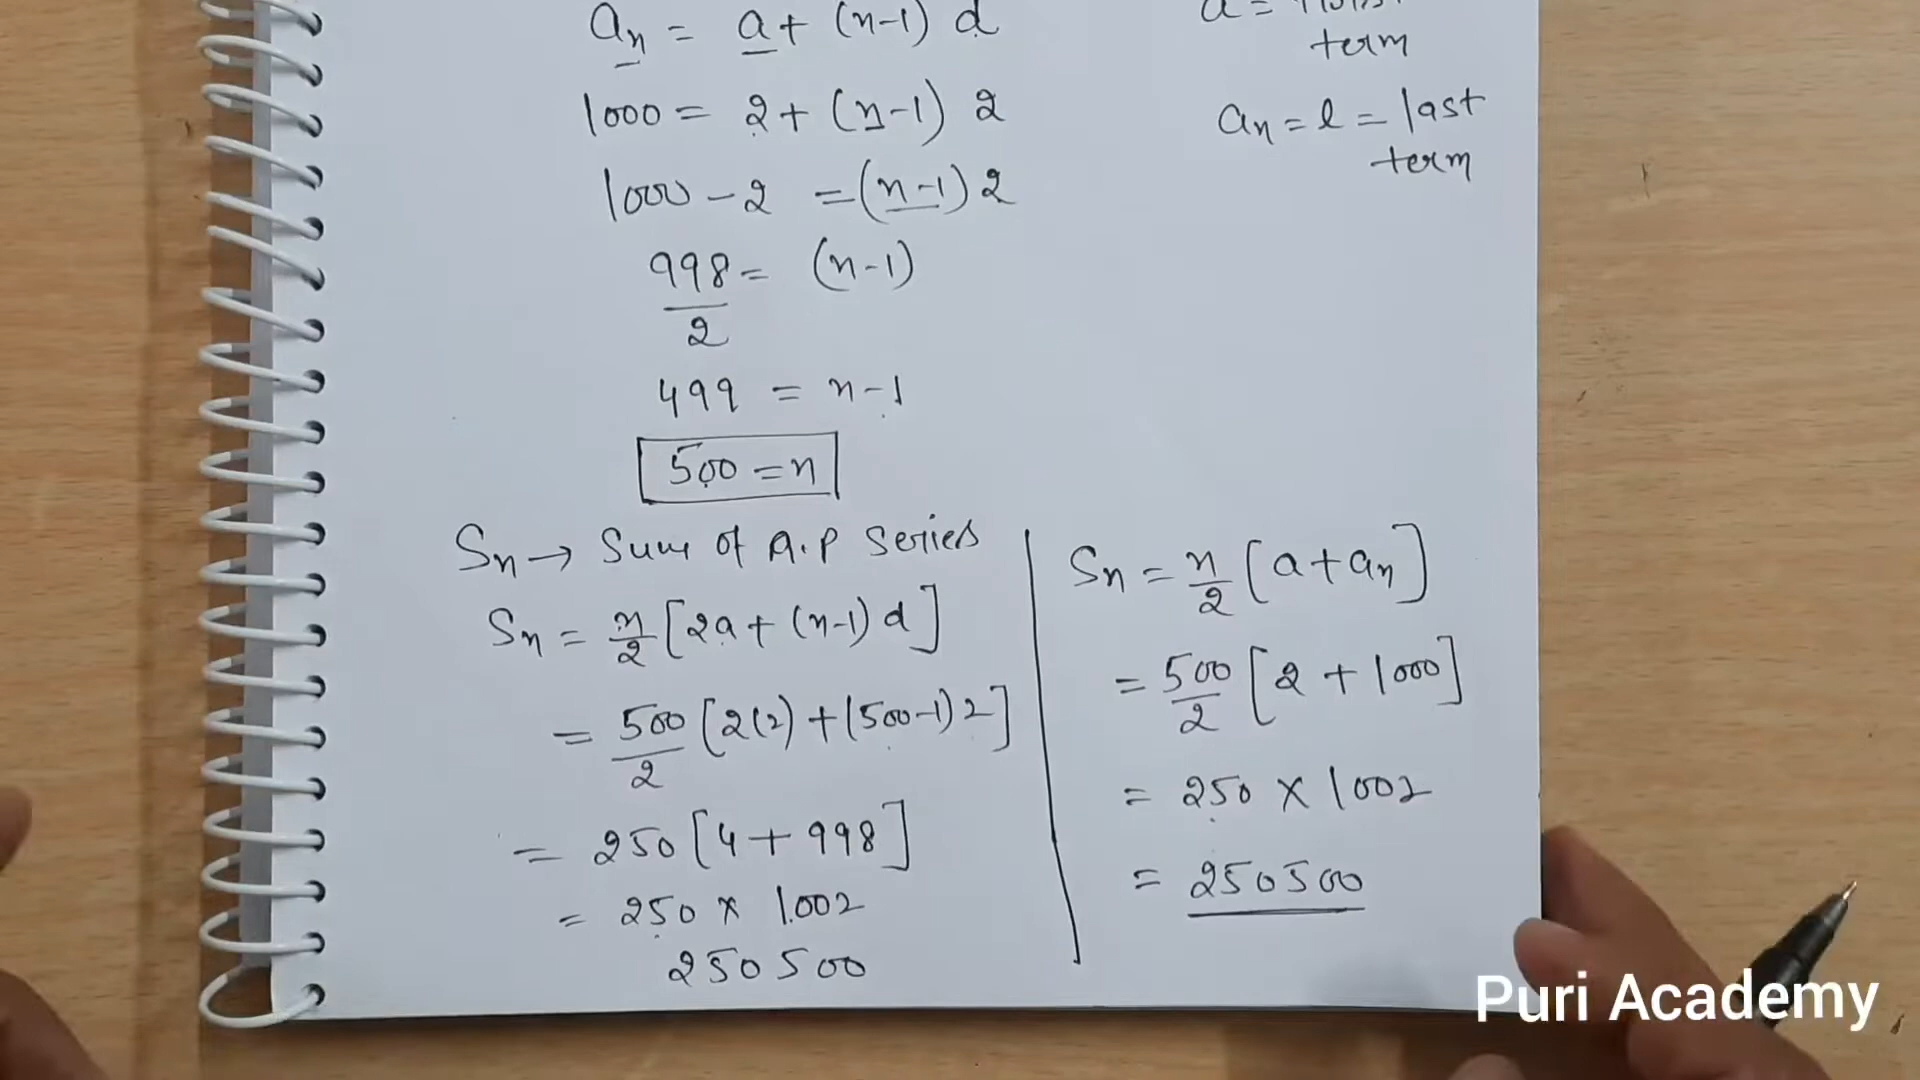 an = a + (n-1) d
a =
term
1000 = 2 + (n-1) 2
an = l = last
term
1000 - 2 = (n-1) 2
998/2 = (n-1)
499 = n-1
500 = n
Sn → Sum of A.P Series
Sn = n/2 [2a + (n-1) d]
= 500/2 [2(2) + (500-1) 2]
= 250 [4 + 998]
= 250 × 1002
250500
Sn = n/2 [a + an]
= 500/2 [2 + 1000]
= 250 × 1002
= 250500
Puri Academy